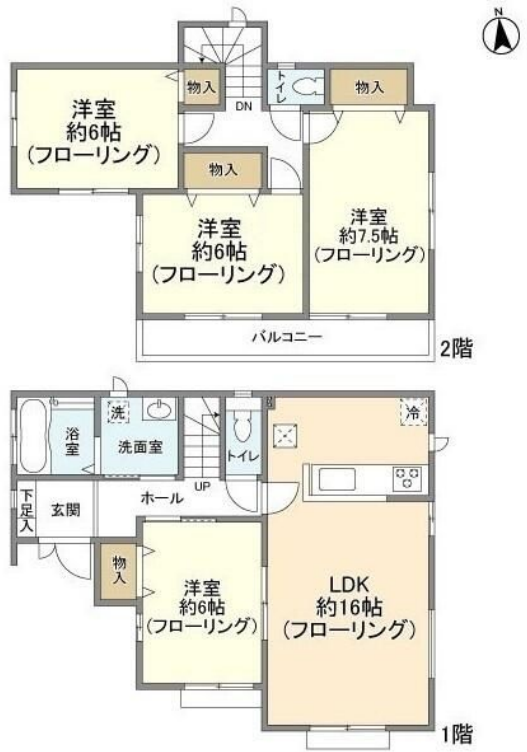 N
物入
トイレ
物入
DN
洋室
約6帖
(フローリング)
物入
洋室
約6帖
(フローリング)
洋室
約7.5帖
(フローリング)
バルコニー
2階
浴室
洗
洗面室
トイレ
冷
UP
下足入
玄関
ホール
物入
洋室
約6帖
(フローリング)
LDK
約16帖
(フローリング)
1階